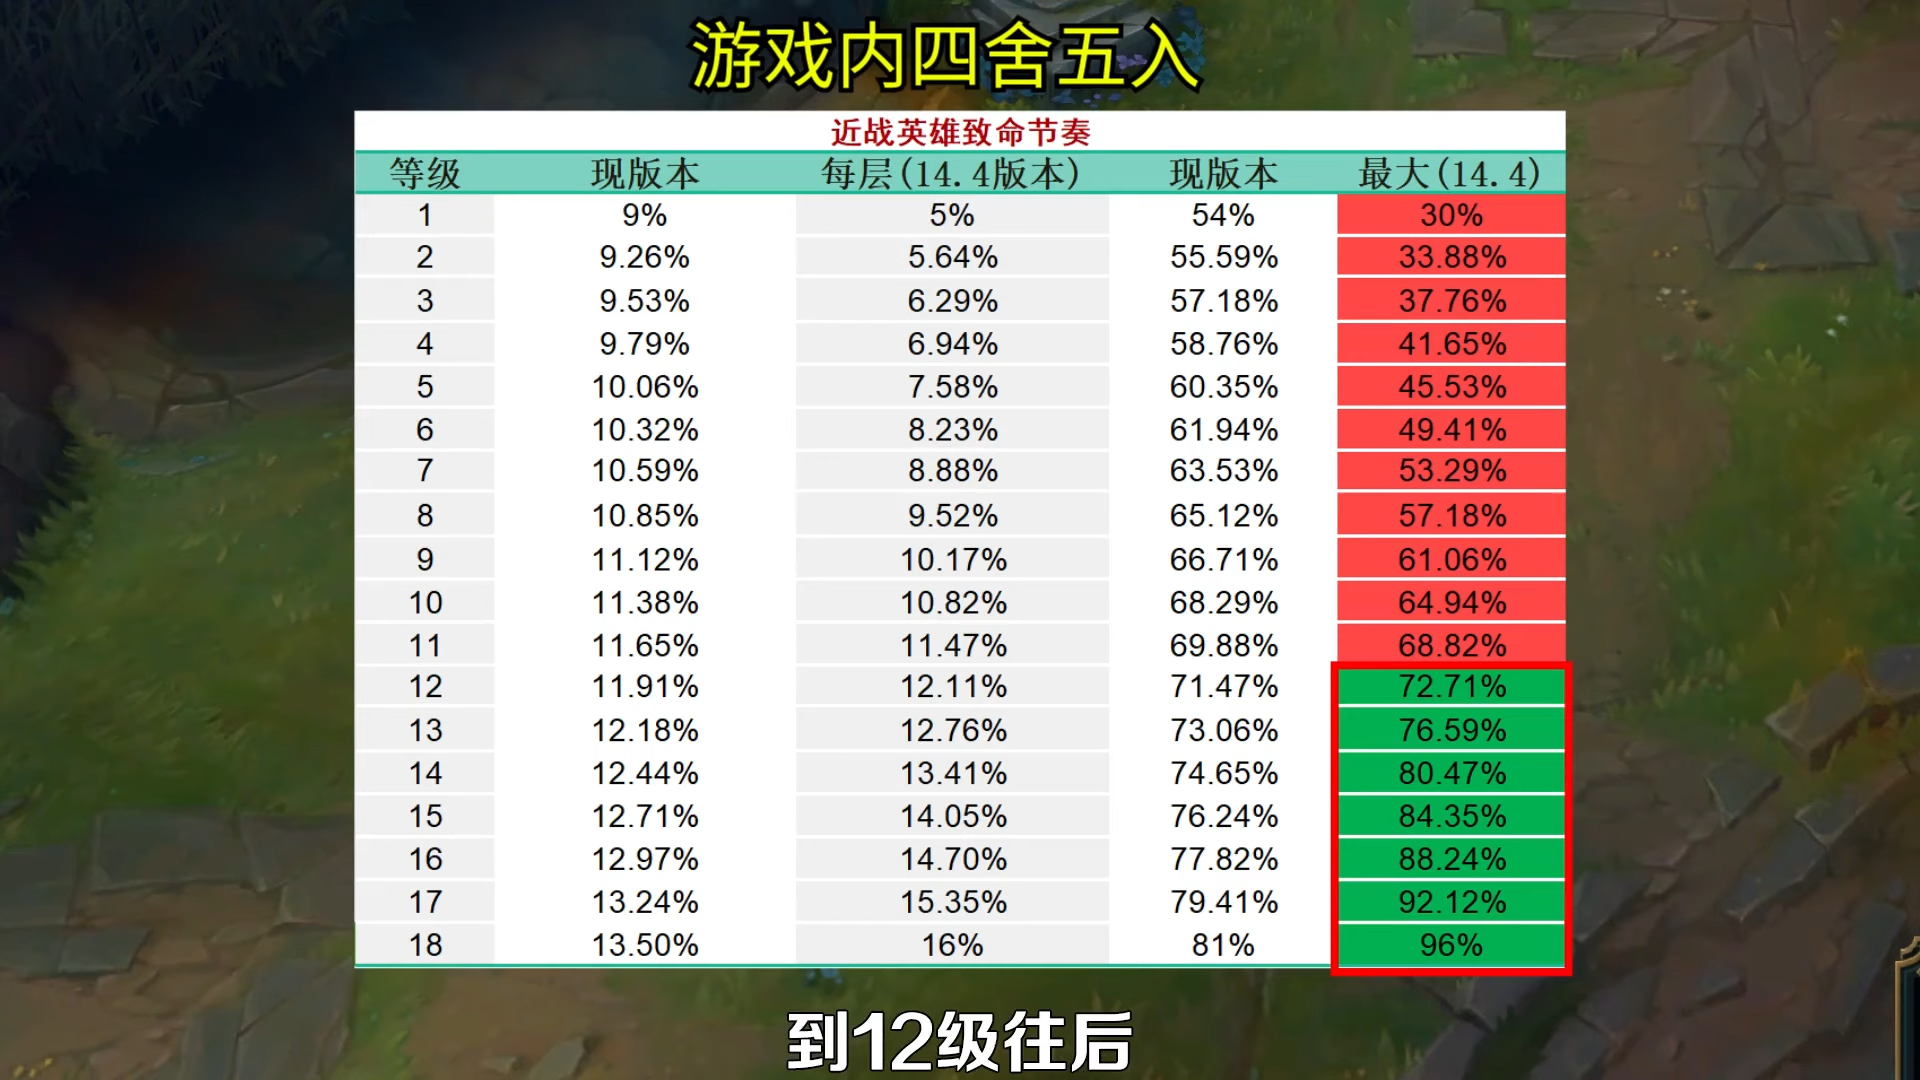 游戏内四舍五入
近战英雄致命节奏
等级 现版本 每层(14.4版本) 现版本 最大(14.4)
1 9% 5% 54% 30%
2 9.26% 5.64% 55.59% 33.88%
3 9.53% 6.29% 57.18% 37.76%
4 9.79% 6.94% 58.76% 41.65%
5 10.06% 7.58% 60.35% 45.53%
6 10.32% 8.23% 61.94% 49.41%
7 10.59% 8.88% 63.53% 53.29%
8 10.85% 9.52% 65.12% 57.18%
9 11.12% 10.17% 66.71% 61.06%
10 11.38% 10.82% 68.29% 64.94%
11 11.65% 11.47% 69.88% 68.82%
12 11.91% 12.11% 71.47% 72.71%
13 12.18% 12.76% 73.06% 76.59%
14 12.44% 13.41% 74.65% 80.47%
15 12.71% 14.05% 76.24% 84.35%
16 12.97% 14.70% 77.82% 88.24%
17 13.24% 15.35% 79.41% 92.12%
18 13.50% 16% 81% 96%
到12级往后